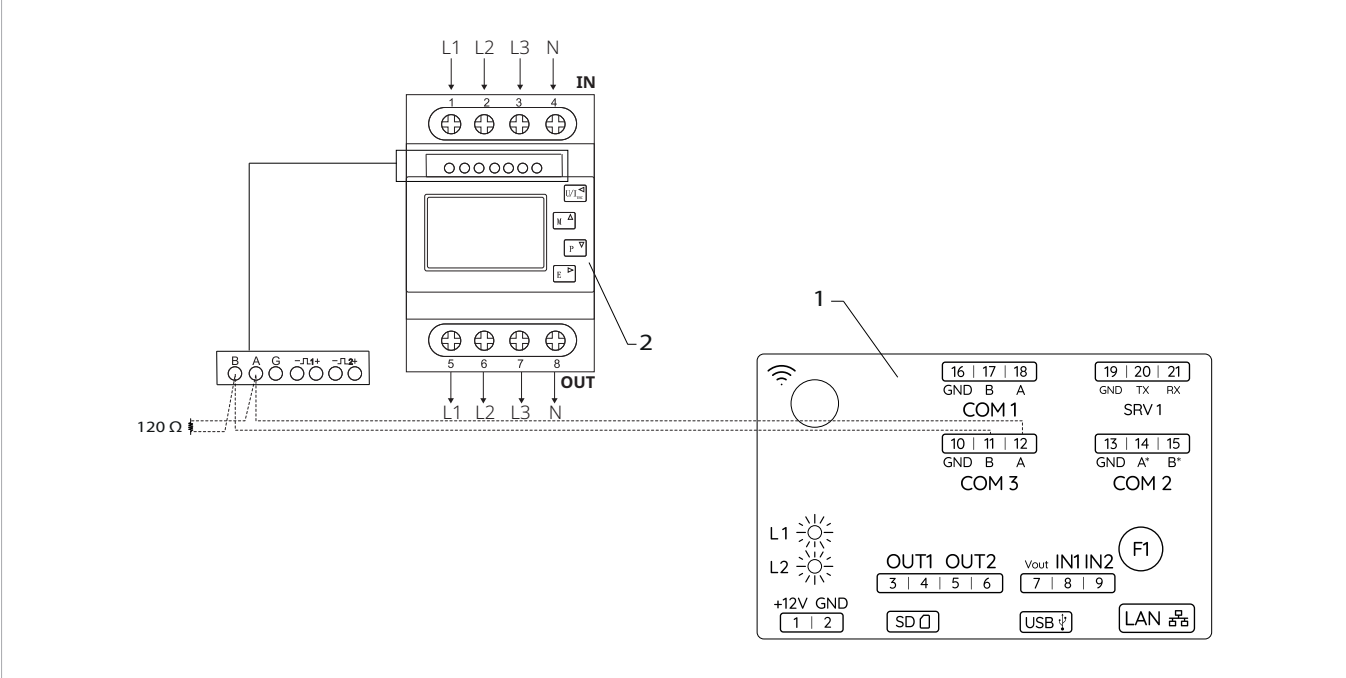 L1 L2 L3 N
IN
1 2 3 4
M
P
E
2
1
5 6 7 8
OUT
L1 L2 L3 N
B A G
120 Ω
16 | 17 | 18
GND B A
COM 1
19 | 20 | 21
GND TX RX
SRV 1
10 | 11 | 12
GND B A
COM 3
13 | 14 | 15
GND A* B*
COM 2
L1
L2
F1
OUT1 OUT2
3 | 4 | 5 | 6
Vout IN1 IN2
7 | 8 | 9
+12V GND
1 | 2
SD
USB
LAN